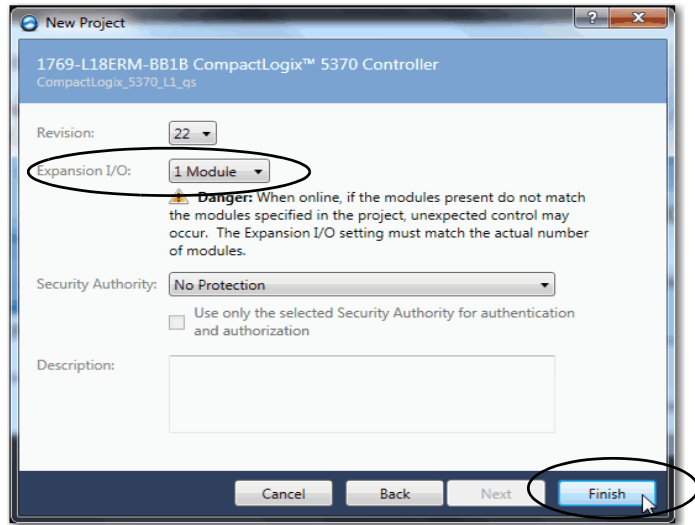 New Project
?
1769-L18ERM-BB1B CompactLogix™ 5370 Controller
CompactLogix_5370_L1_qs
Revision: 22
Expansion I/O: 1 Module
Danger: When online, if the modules present do not match
the modules specified in the project, unexpected control may
occur. The Expansion I/O setting must match the actual number
of modules.
Security Authority: No Protection
Use only the selected Security Authority for authentication
and authorization
Description:
Cancel Back Next Finish